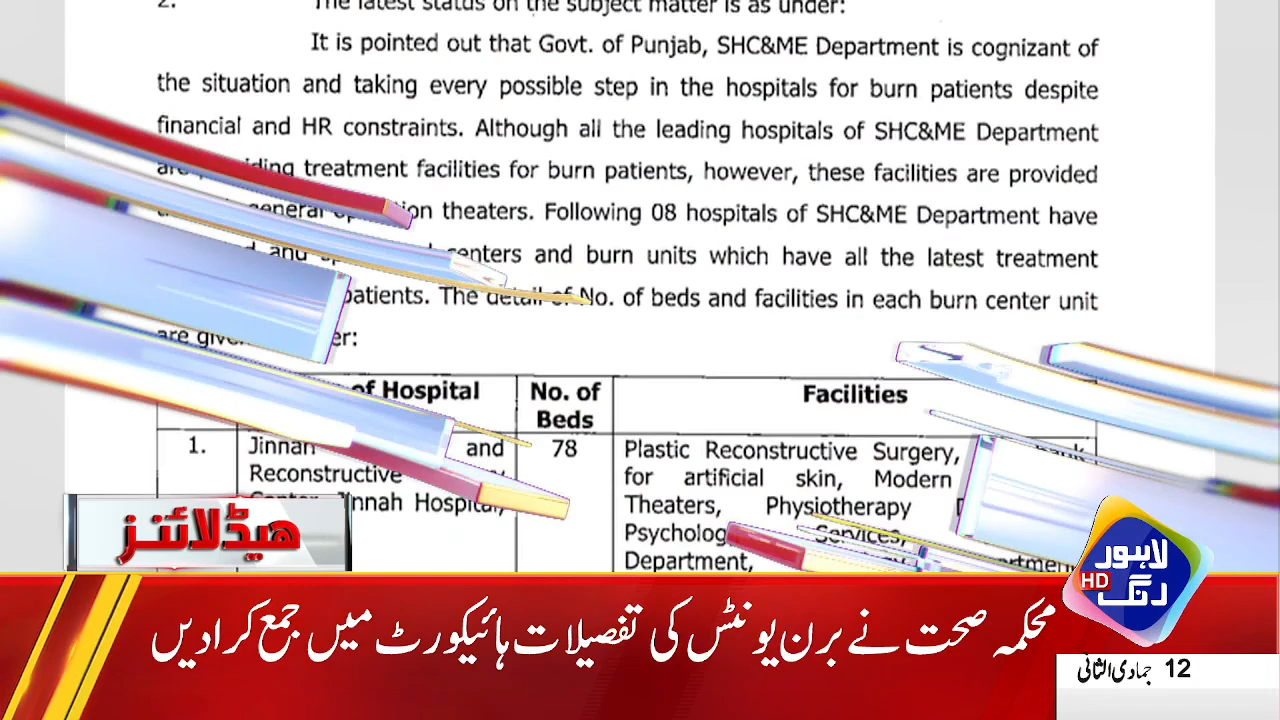 2. The latest status on the subject matter is as under:
It is pointed out that Govt. of Punjab, SHC&ME Department is cognizant of
the situation and taking every possible step in the hospitals for burn patients despite
financial and HR constraints. Although all the leading hospitals of SHC&ME Department
treatment facilities for burn patients, however, these facilities are provided
general theaters. Following 08 hospitals of SHC&ME Department have
and burn units which have all the latest treatment
patients. The detail of No. of beds and facilities in each burn center unit
are
of Hospital No. of Beds Facilities
1. Jinnah and 78 Plastic Reconstructive Surgery,
Reconstructive for artificial skin, Modern
Jinnah Hospital, Theaters, Physiotherapy
Services,
Department,
ہیڈلائنز
لاہور
رنگ
HD
محکمہ صحت نے برن یونٹس کی تفصیلات ہائیکورٹ میں جمع کرا دیں
12 جمادی الثانی